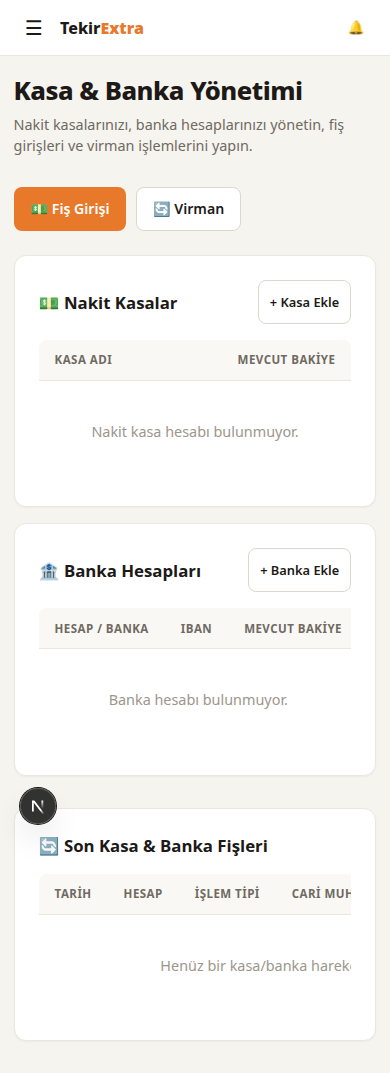 TekirExtra
Kasa & Banka Yönetimi
Nakit kasalarınızı, banka hesaplarınızı yönetin, fiş
girişleri ve virman işlemlerini yapın.
Fiş Girişi
Virman
Nakit Kasalar
+ Kasa Ekle
KASA ADI
MEVCUT BAKİYE
Nakit kasa hesabı bulunmuyor.
Banka Hesapları
+ Banka Ekle
HESAP / BANKA
IBAN
MEVCUT BAKİYE
Banka hesabı bulunmuyor.
N
Son Kasa & Banka Fişleri
TARİH
HESAP
İŞLEM TİPİ
CARİ MUH
Henüz bir kasa/banka hareke